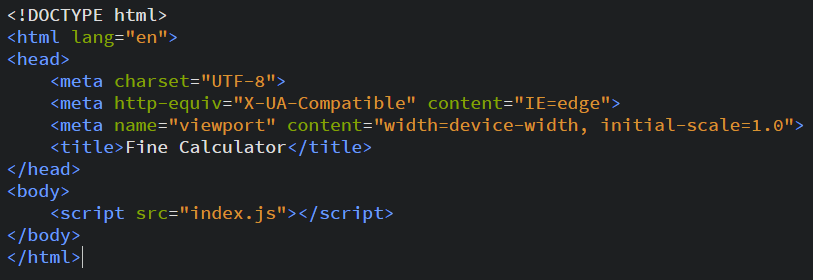 <!DOCTYPE html>
<html lang="en">
<head>
    <meta charset="UTF-8">
    <meta http-equiv="X-UA-Compatible" content="IE=edge">
    <meta name="viewport" content="width=device-width, initial-scale=1.0">
    <title>Fine Calculator</title>
</head>
<body>
    <script src="index.js"></script>
</body>
</html>